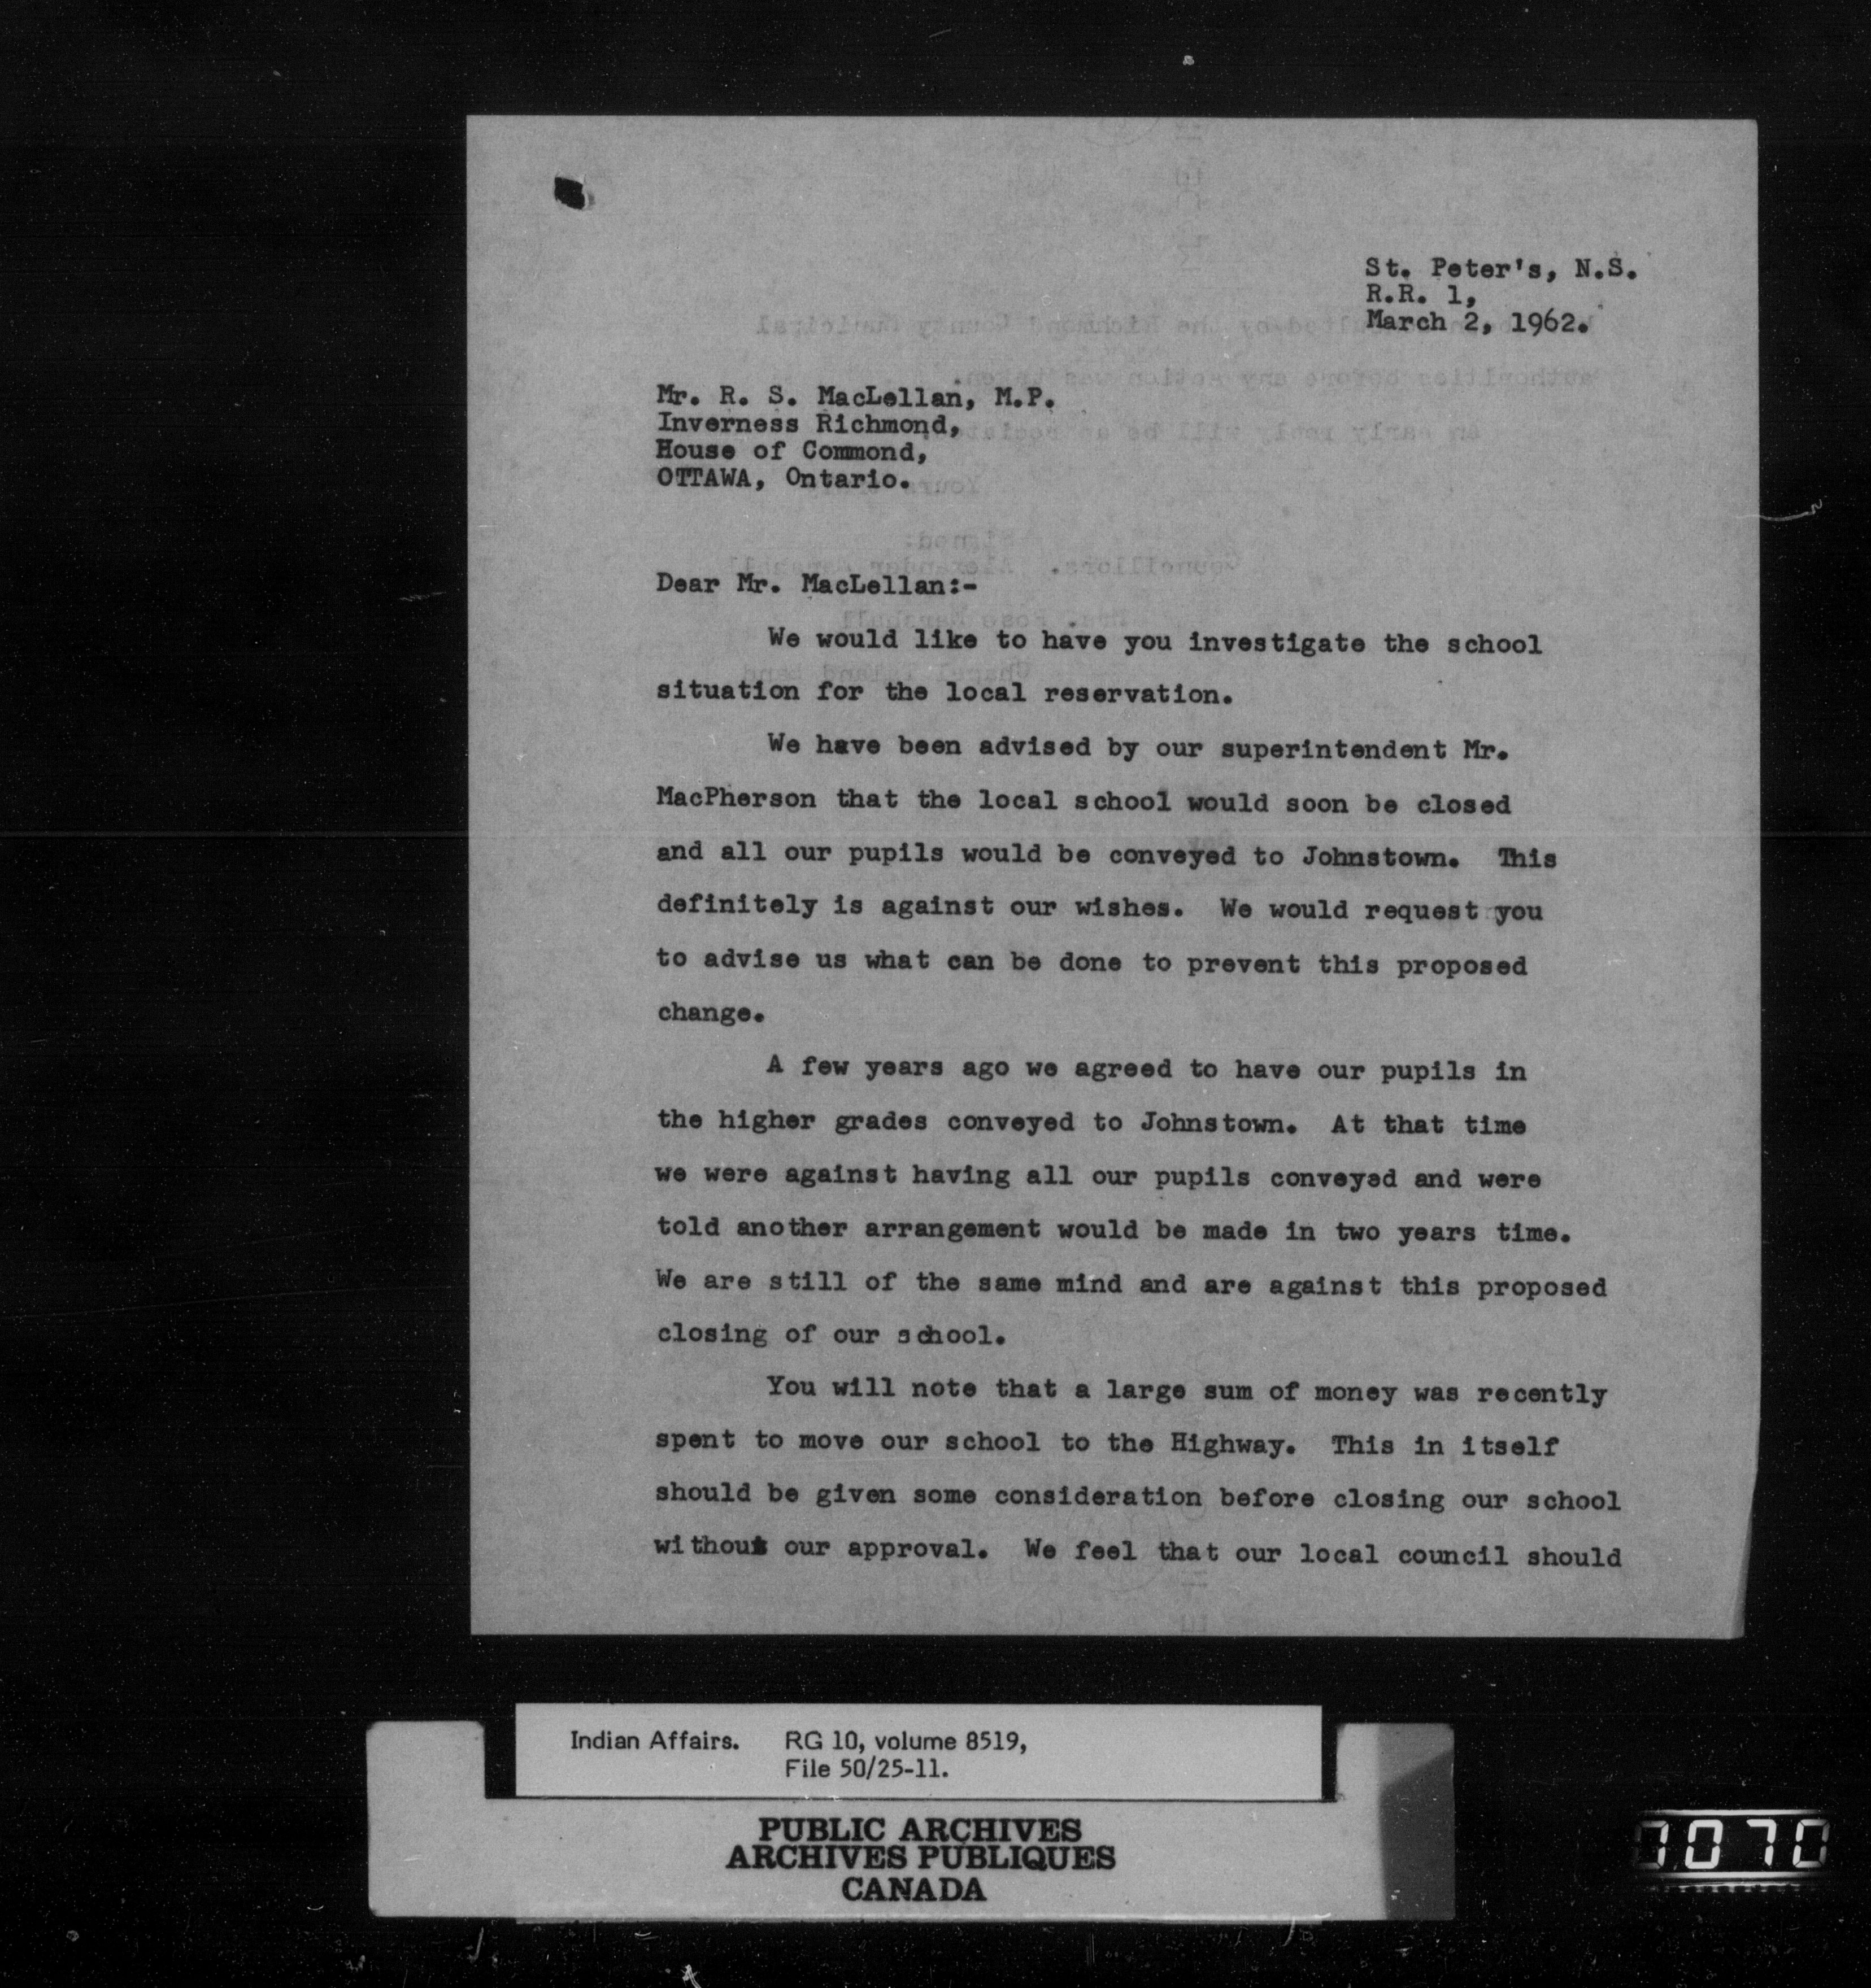 St. Peter's, N.S.
R.R. 1,
March 2, 1962.
Mr. R. S. MacLellan, M.P.
Inverness Richmond,
House of Commond,
OTTAWA, Ontario.
Dear Mr. MacLellan:-
We would like to have you investigate the school
situation for the local reservation.
We have been advised by our superintendent Mr.
MacPherson that the local school would soon be closed
and all our pupils would be conveyed to Johnstown. This
definitely is against our wishes. We would request you
to advise us what can be done to prevent this proposed
change.
A few years ago we agreed to have our pupils in
the higher grades conveyed to Johnstown. At that time
we were against having all our pupils conveyed and were
told another arrangement would be made in two years time.
We are still of the same mind and are against this proposed
closing of our school.
You will note that a large sum of money was recently
spent to move our school to the Highway. This in itself
should be given some consideration before closing our school
without our approval. We feel that our local council should
Indian Affairs. RG 10, volume 8519,
File 50/25-11.
PUBLIC ARCHIVES
ARCHIVES PUBLIQUES
CANADA
7070